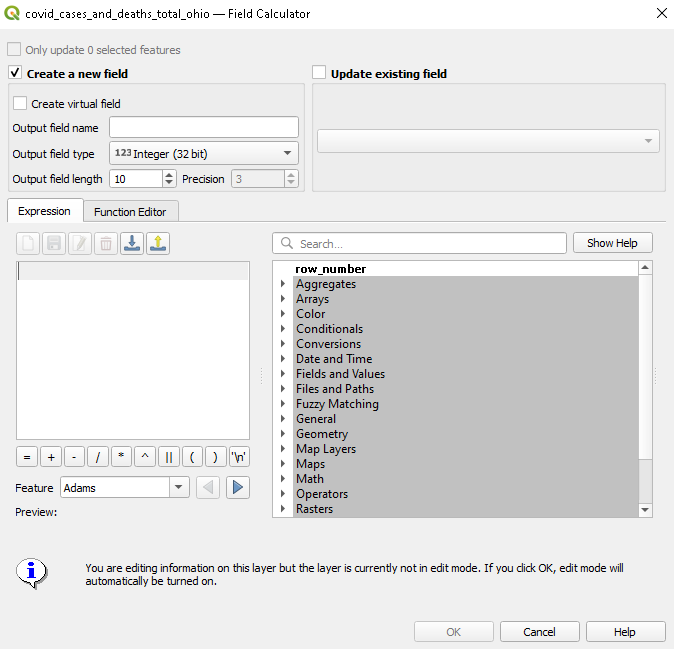 covid_cases_and_deaths_total_ohio — Field Calculator
Only update 0 selected features
Create a new field
Update existing field
Create virtual field
Output field name
Output field type 123 Integer (32 bit)
Output field length 10 Precision 3
Expression Function Editor
Search... Show Help
row_number
Aggregates
Arrays
Color
Conditionals
Conversions
Date and Time
Fields and Values
Files and Paths
Fuzzy Matching
General
Geometry
Map Layers
Maps
Math
Operators
Rasters
= + - / * ^ || ( ) '\n'
Feature Adams
Preview:
You are editing information on this layer but the layer is currently not in edit mode. If you click OK, edit mode will
automatically be turned on.
OK Cancel Help